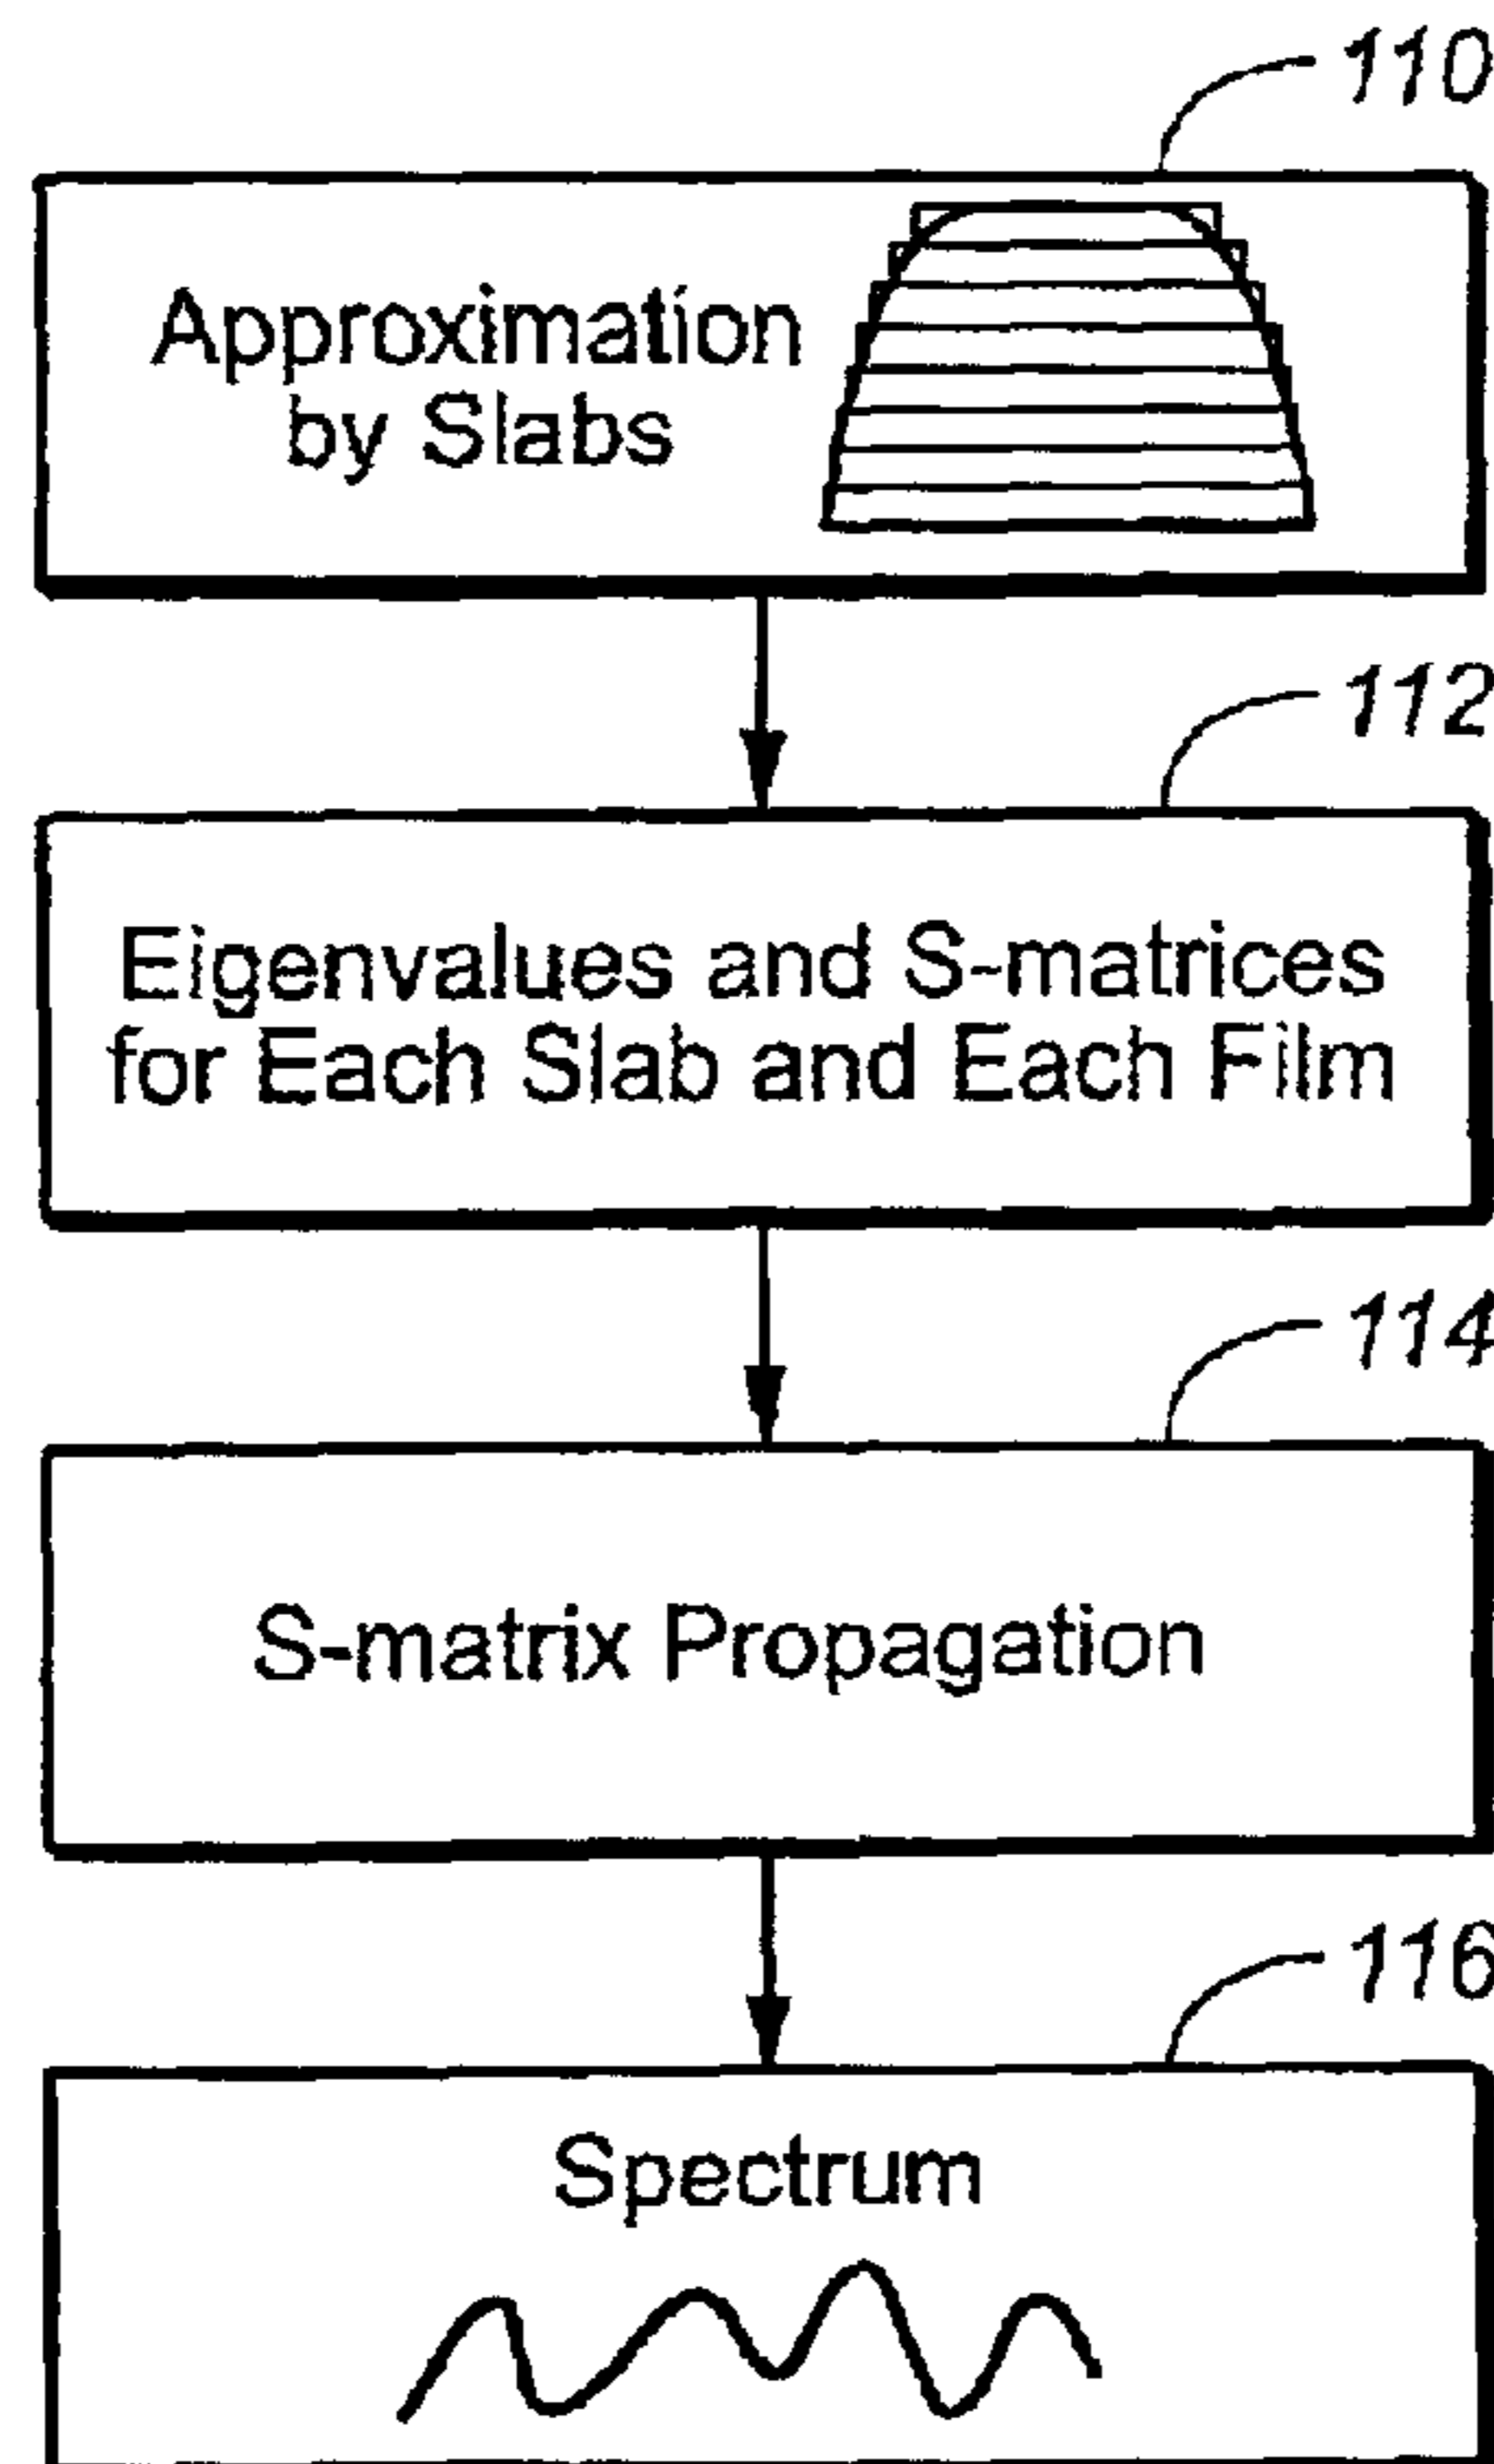 110
Approximation
by Slabs
112
Eigenvalues and S-matrices
for Each Slab and Each Film
114
S-matrix Propagation
116
Spectrum